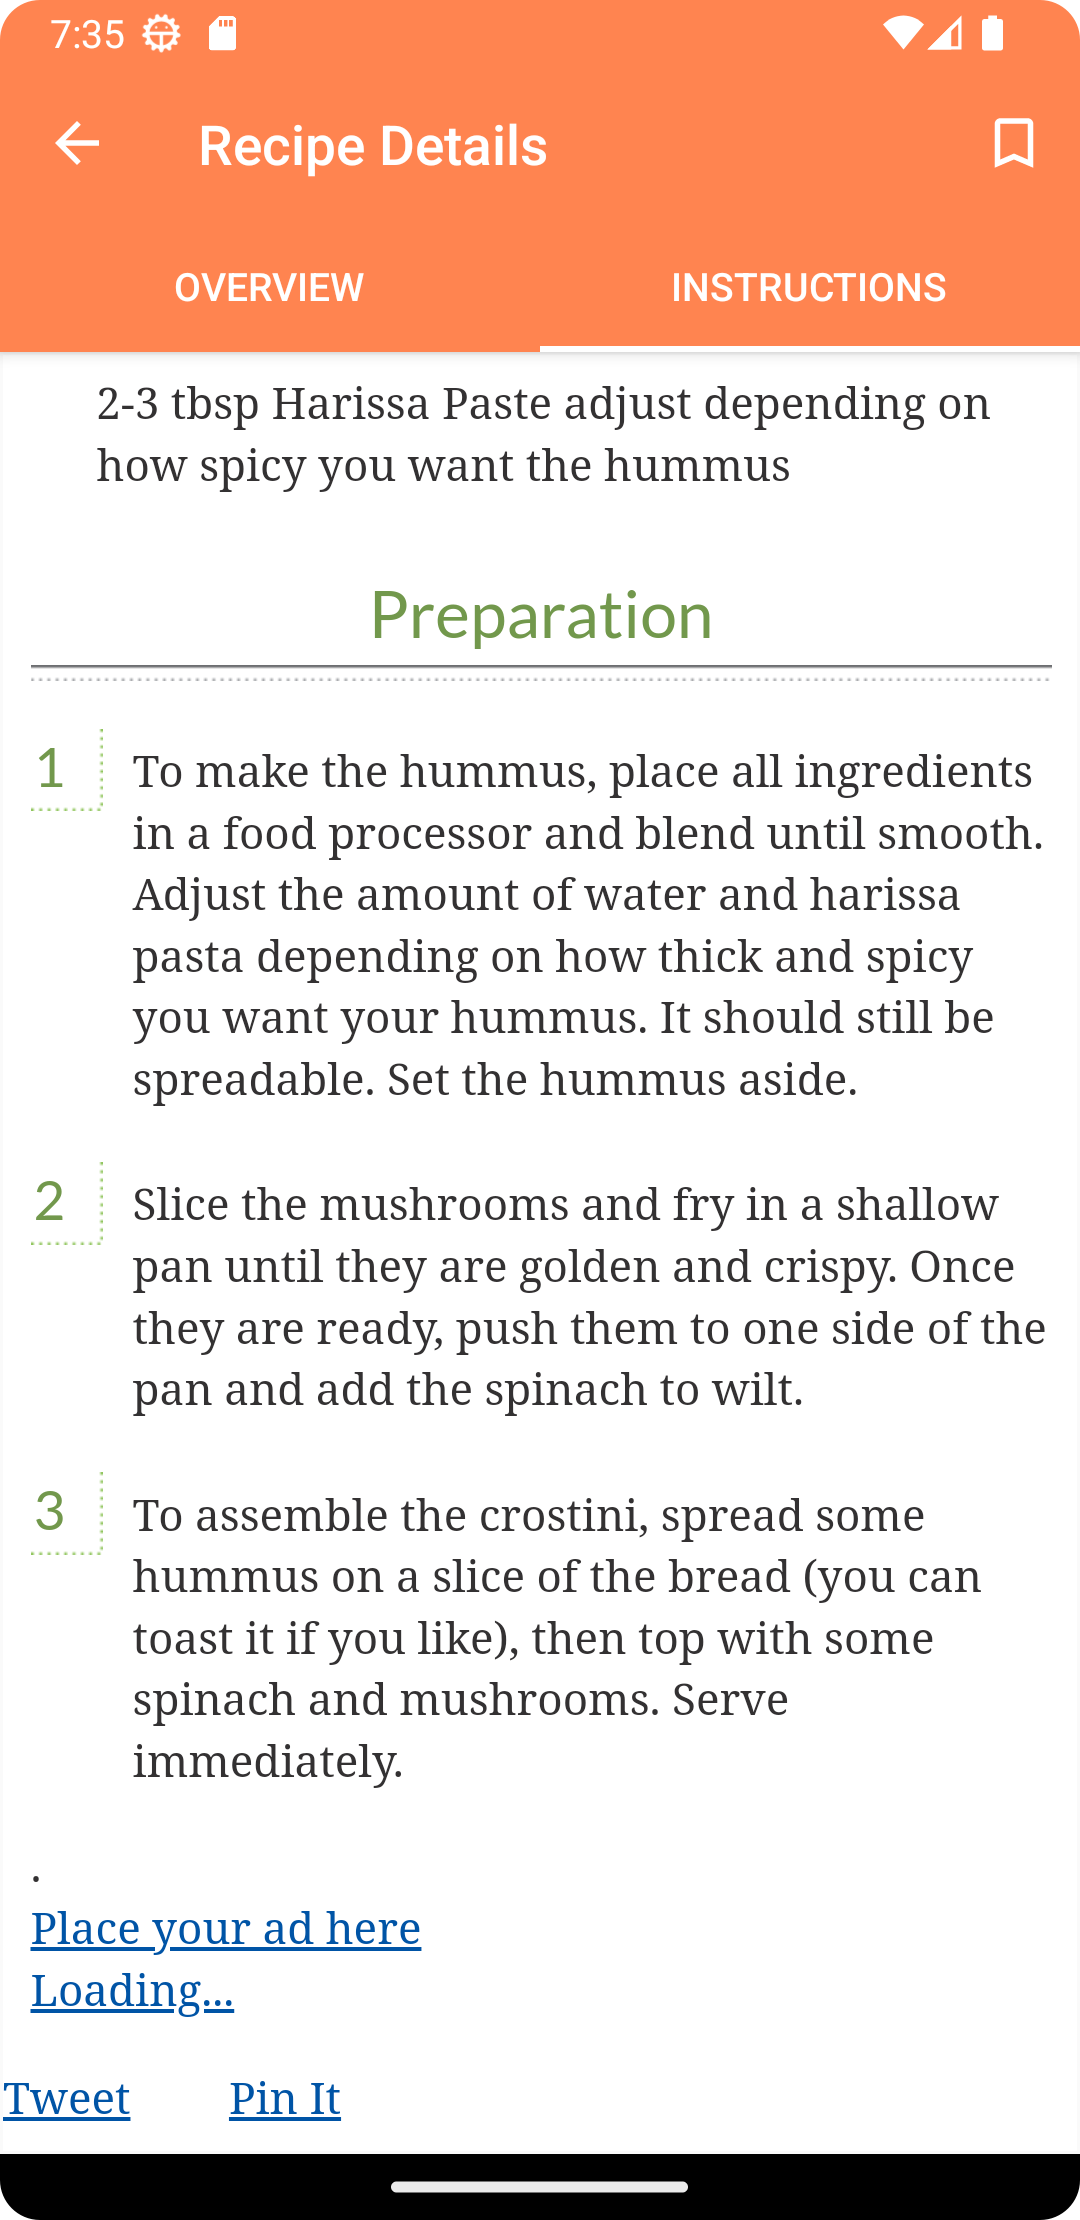 7:35
Recipe Details
OVERVIEW
INSTRUCTIONS
2-3 tbsp Harissa Paste adjust depending on
how spicy you want the hummus
Preparation
1
To make the hummus, place all ingredients
in a food processor and blend until smooth.
Adjust the amount of water and harissa
pasta depending on how thick and spicy
you want your hummus. It should still be
spreadable. Set the hummus aside.
2
Slice the mushrooms and fry in a shallow
pan until they are golden and crispy. Once
they are ready, push them to one side of the
pan and add the spinach to wilt.
3
To assemble the crostini, spread some
hummus on a slice of the bread (you can
toast it if you like), then top with some
spinach and mushrooms. Serve
immediately.
.
Place your ad here
Loading...
Tweet
Pin It